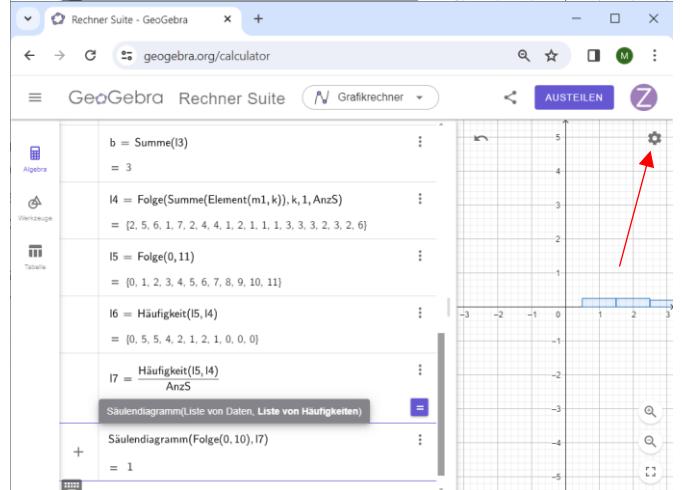 Rechner Suite - GeoGebra
geogebra.org/calculator
M
GeoGebra Rechner Suite
Grafikrechner
AUSTEILEN
Z
Algebra
Werkzeuge
Tabelle
b = Summe(l3)
= 3
l4 = Folge(Summe(Element(m1, k)), k, 1, AnzS)
= {2, 5, 6, 1, 7, 2, 4, 4, 1, 2, 1, 1, 1, 3, 3, 3, 2, 3, 2, 6}
l5 = Folge(0, 11)
= {0, 1, 2, 3, 4, 5, 6, 7, 8, 9, 10, 11}
l6 = Häufigkeit(l5, l4)
= {0, 5, 5, 4, 2, 1, 2, 1, 0, 0, 0}
l7 = Häufigkeit(l5, l4)
AnzS
Säulendiagramm(Liste von Daten, Liste von Häufigkeiten)
=
+
Säulendiagramm(Folge(0, 10), l7)
= 1
5
4
3
2
1
-3 -2 -1 0 1 2 3
-1
-2
-3
-4
-5